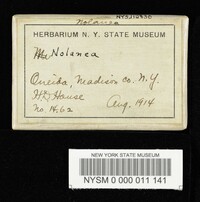 Nolanea
HERBARIUM N. Y. STATE MUSEUM
Nolanea
Oneida, Madison co. N.Y.
H. D. House
No. 14.62 Aug. 1914
NEW YORK STATE MUSEUM
NYSM 0 000 011 141